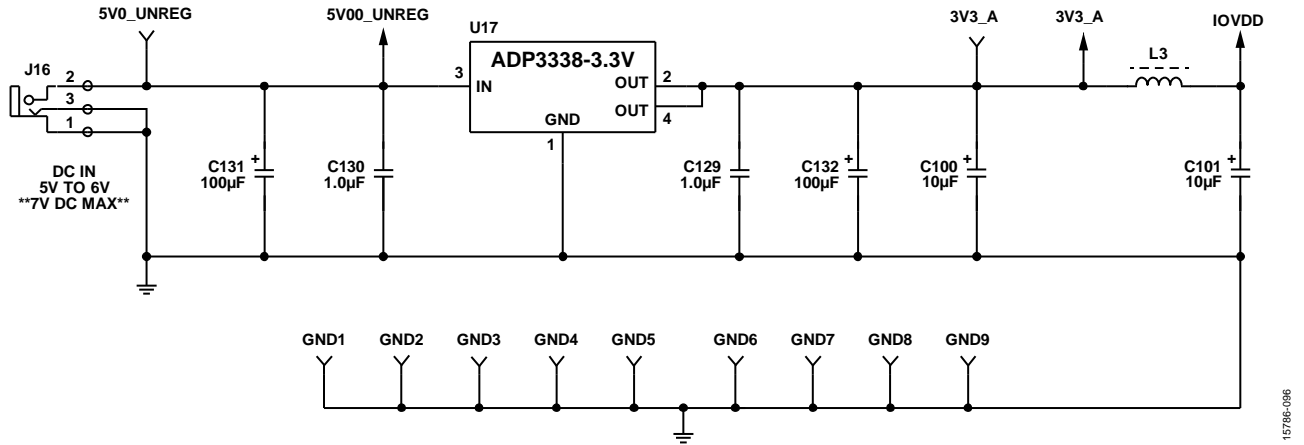 5V0_UNREG
5V00_UNREG
3V3_A
3V3_A
IOVDD
U17
ADP3338-3.3V
L3
J16
2
3
1
3
IN
OUT
2
OUT
4
GND
1
DC IN
5V TO 6V
**7V DC MAX**
C131
100µF
+
C130
1.0µF
C129
1.0µF
C132
100µF
+
C100
10µF
+
C101
10µF
+
GND1
GND2
GND3
GND4
GND5
GND6
GND7
GND8
GND9
15786-096